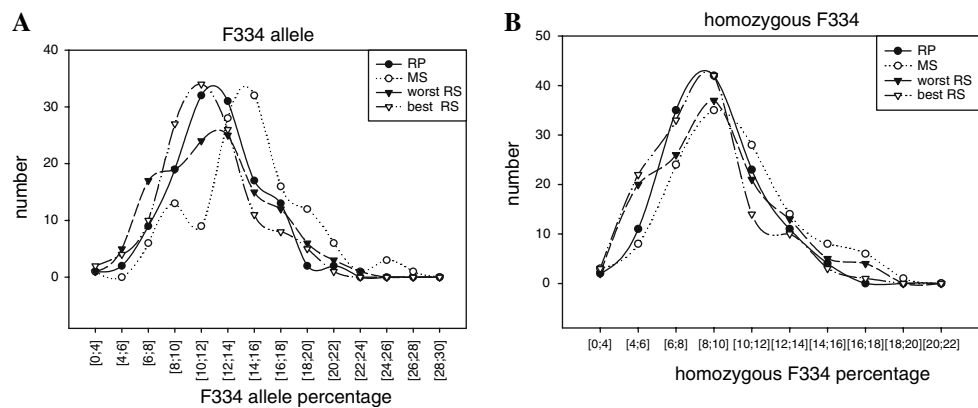 A
F334 allele
RP
MS
worst RS
best RS
40
30
20
10
0
number
[0;4]
[4;6]
[6;8]
[8;10]
[10;12]
[12;14]
[14;16]
[16;18]
[18;20]
[20;22]
[22;24]
[24;26]
[26;28]
[28;30]
F334 allele percentage
B
homozygous F334
RP
MS
worst RS
best RS
50
40
30
20
10
0
number
[0;4]
[4;6]
[6;8]
[8;10]
[10;12]
[12;14]
[14;16]
[16;18]
[18;20]
[20;22]
homozygous F334 percentage